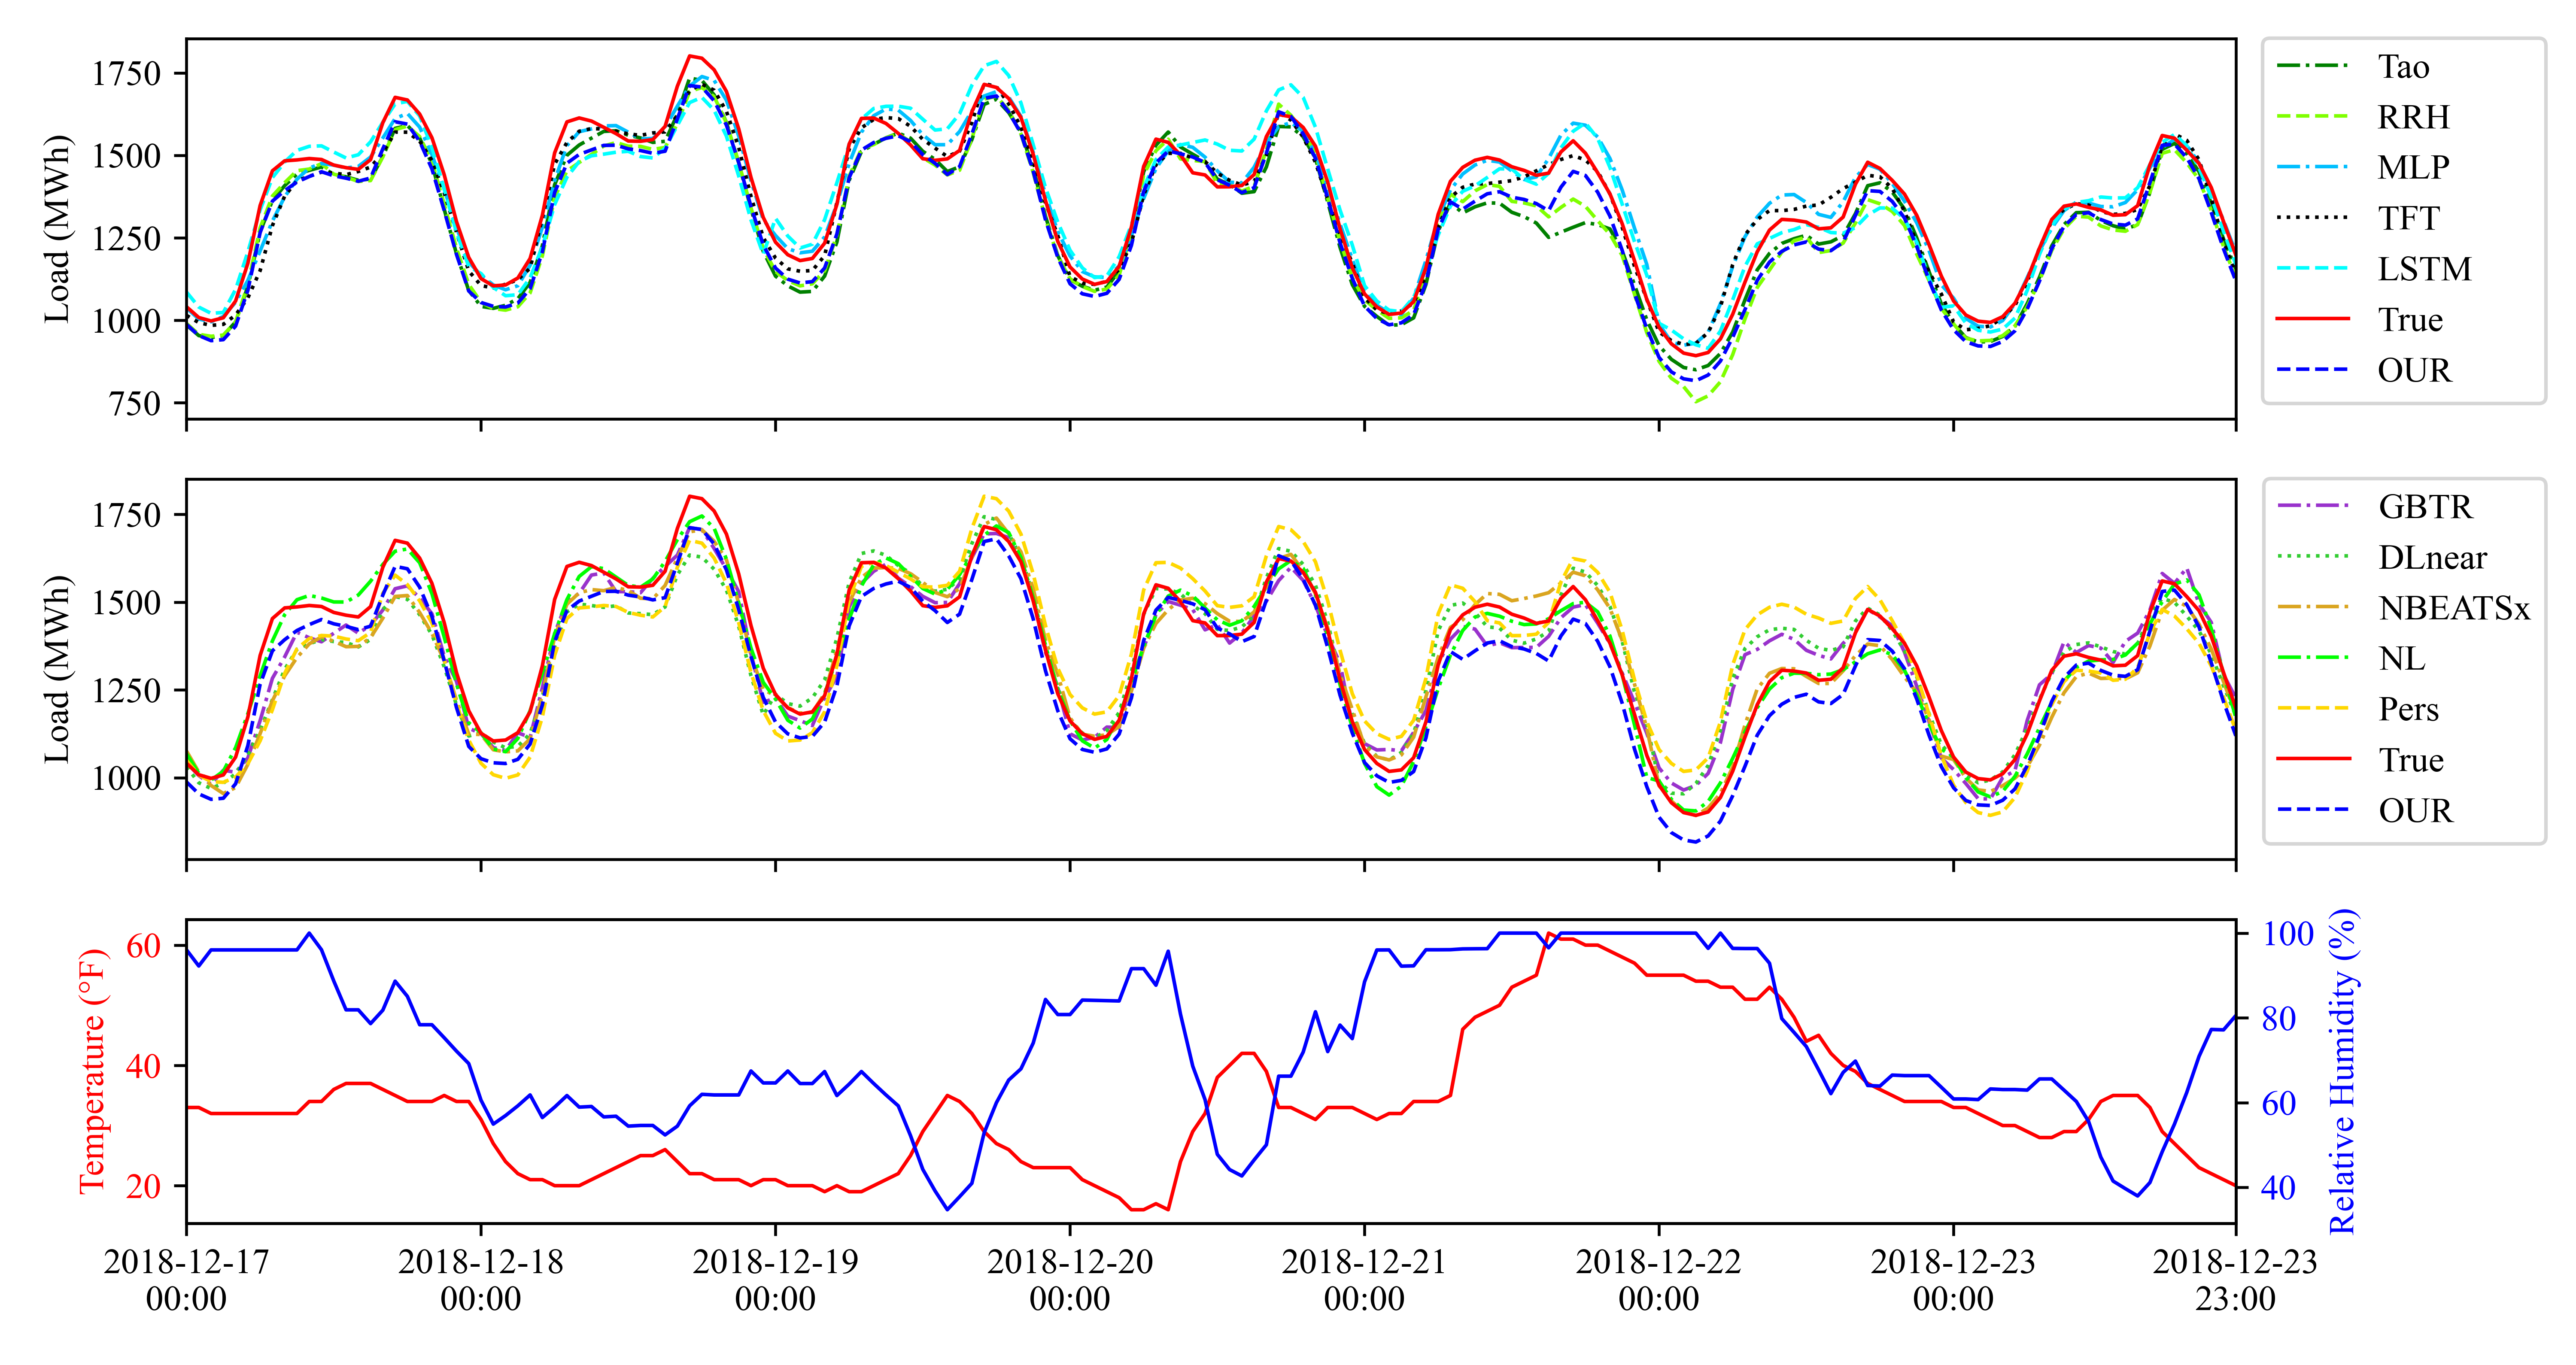 Load (MWh)
1750
1500
1250
1000
750
Tao
RRH
MLP
TFT
LSTM
True
OUR
Load (MWh)
1750
1500
1250
1000
GBTR
DLnear
NBEATSx
NL
Pers
True
OUR
Temperature (°F)
60
40
20
100
80
60
40
Relative Humidity (%)
2018-12-17 2018-12-18 2018-12-19 2018-12-20 2018-12-21 2018-12-22 2018-12-23 2018-12-23
00:00 00:00 00:00 00:00 00:00 00:00 00:00 23:00